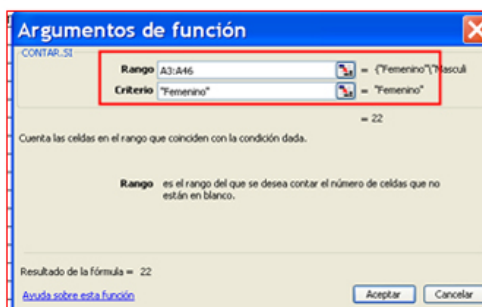 Argumentos de función
CONTAR.SI
Rango A3:A46 = {"Femenino"\"Masculi
Criterio "Femenino" = "Femenino"
= 22
Cuenta las celdas en el rango que coinciden con la condición dada.
Rango es el rango del que se desea contar el número de celdas que no
están en blanco.
Resultado de la fórmula = 22
Ayuda sobre esta función Aceptar Cancelar